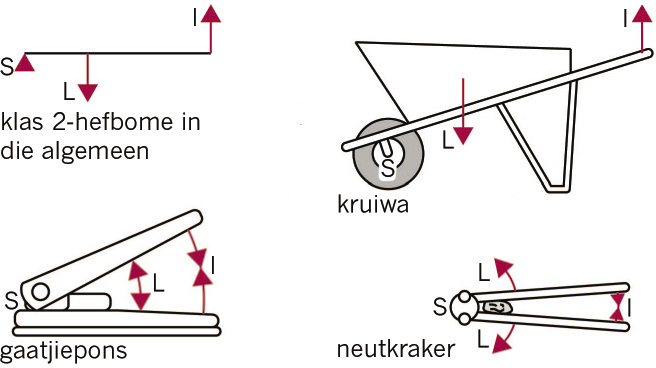 I
S
L
klas 2-hefbome in
die algemeen
I
L
S
kruiwa
I
L
S
gaatjiepons
L
S
I
L
neutkraker